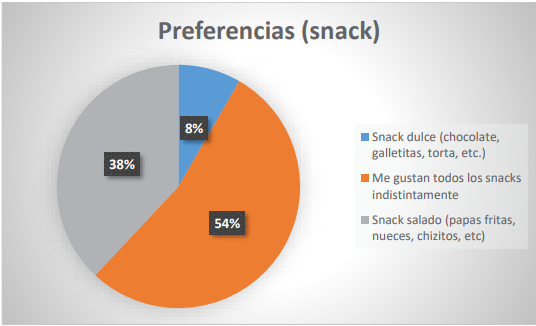 Preferencias (snack)
8%
38%
54%
Snack dulce (chocolate,
galletitas, torta, etc.)
Me gustan todos los snacks
indistintamente
Snack salado (papas fritas,
nueces, chizitos, etc)